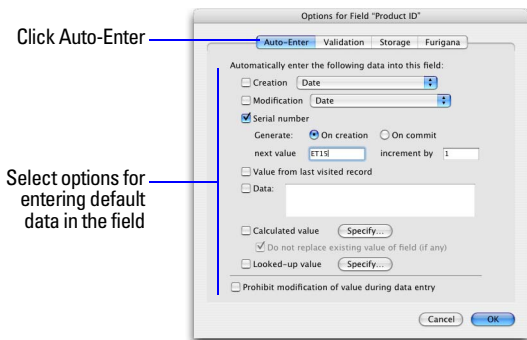 Options for Field "Product ID"
Click Auto-Enter
Auto-Enter Validation Storage Furigana
Automatically enter the following data into this field:
Creation Date
Modification Date
Serial number
Generate: On creation On commit
next value ET15 increment by 1
Value from last visited record
Data:
Select options for
entering default
data in the field
Calculated value Specify...
Do not replace existing value of field (if any)
Looked-up value Specify...
Prohibit modification of value during data entry
Cancel OK